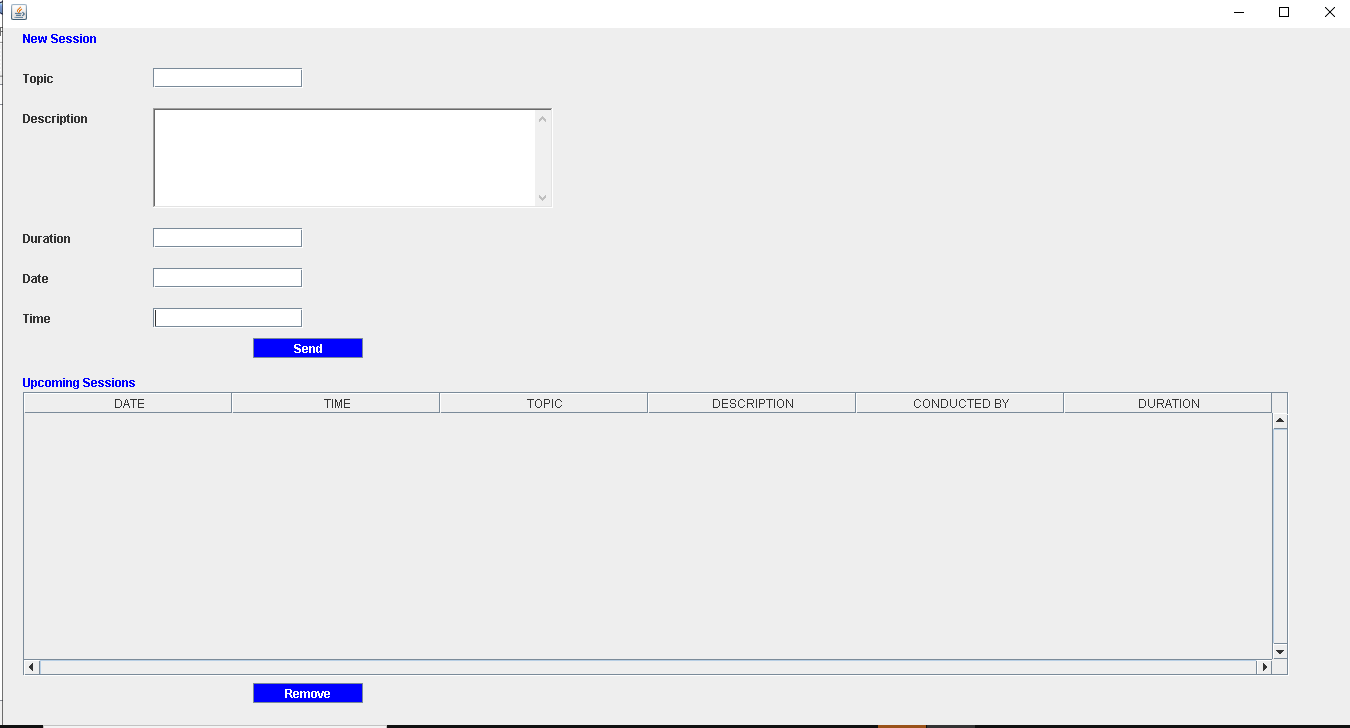 New Session
Topic
Description
Duration
Date
Time
Send
Upcoming Sessions
DATE TIME TOPIC DESCRIPTION CONDUCTED BY DURATION
Remove